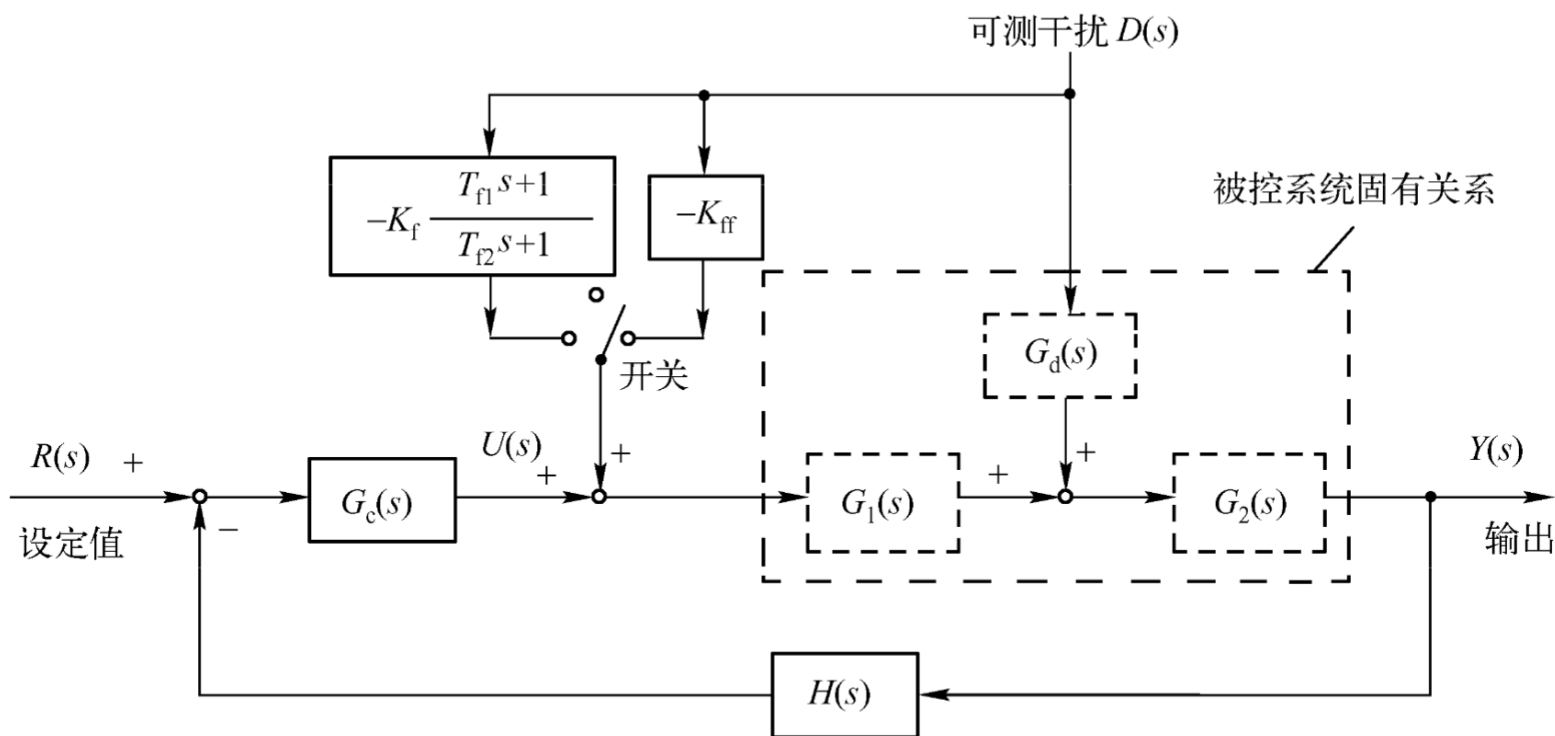 可测干扰 D(s)
−K_f (T_f1 s+1)/(T_f2 s+1)
−K_ff
被控系统固有关系
开关
G_d(s)
R(s) +
设定值
−
G_c(s)
U(s)
+
+
G_1(s)
+
+
G_2(s)
Y(s)
输出
H(s)